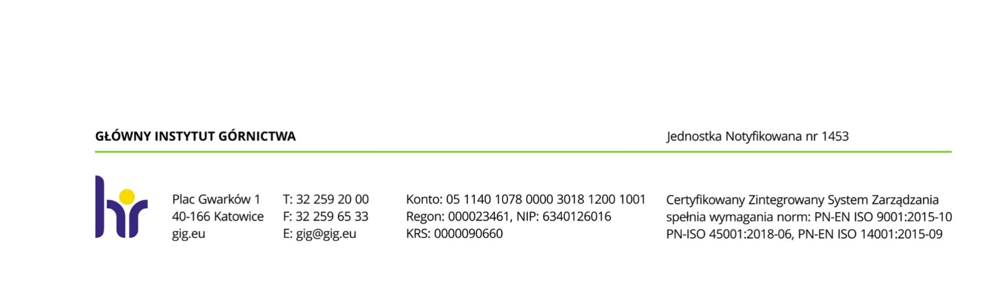 GŁÓWNY INSTYTUT GÓRNICTWA
Jednostka Notyfikowana nr 1453
hr
Plac Gwarków 1
40-166 Katowice
gig.eu
T: 32 259 20 00
F: 32 259 65 33
E: gig@gig.eu
Konto: 05 1140 1078 0000 3018 1200 1001
Regon: 000023461, NIP: 6340126016
KRS: 0000090660
Certyfikowany Zintegrowany System Zarządzania
spełnia wymagania norm: PN-EN ISO 9001:2015-10
PN-ISO 45001:2018-06, PN-EN ISO 14001:2015-09